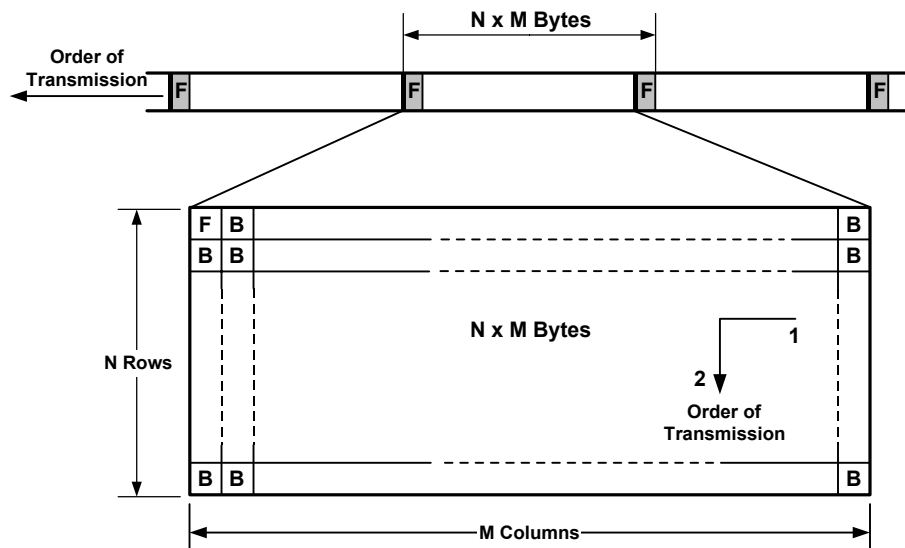 N x M Bytes
Order of
Transmission
F F F F
F B B
B B B
N x M Bytes
1
N Rows
2
Order of
Transmission
B B B
M Columns